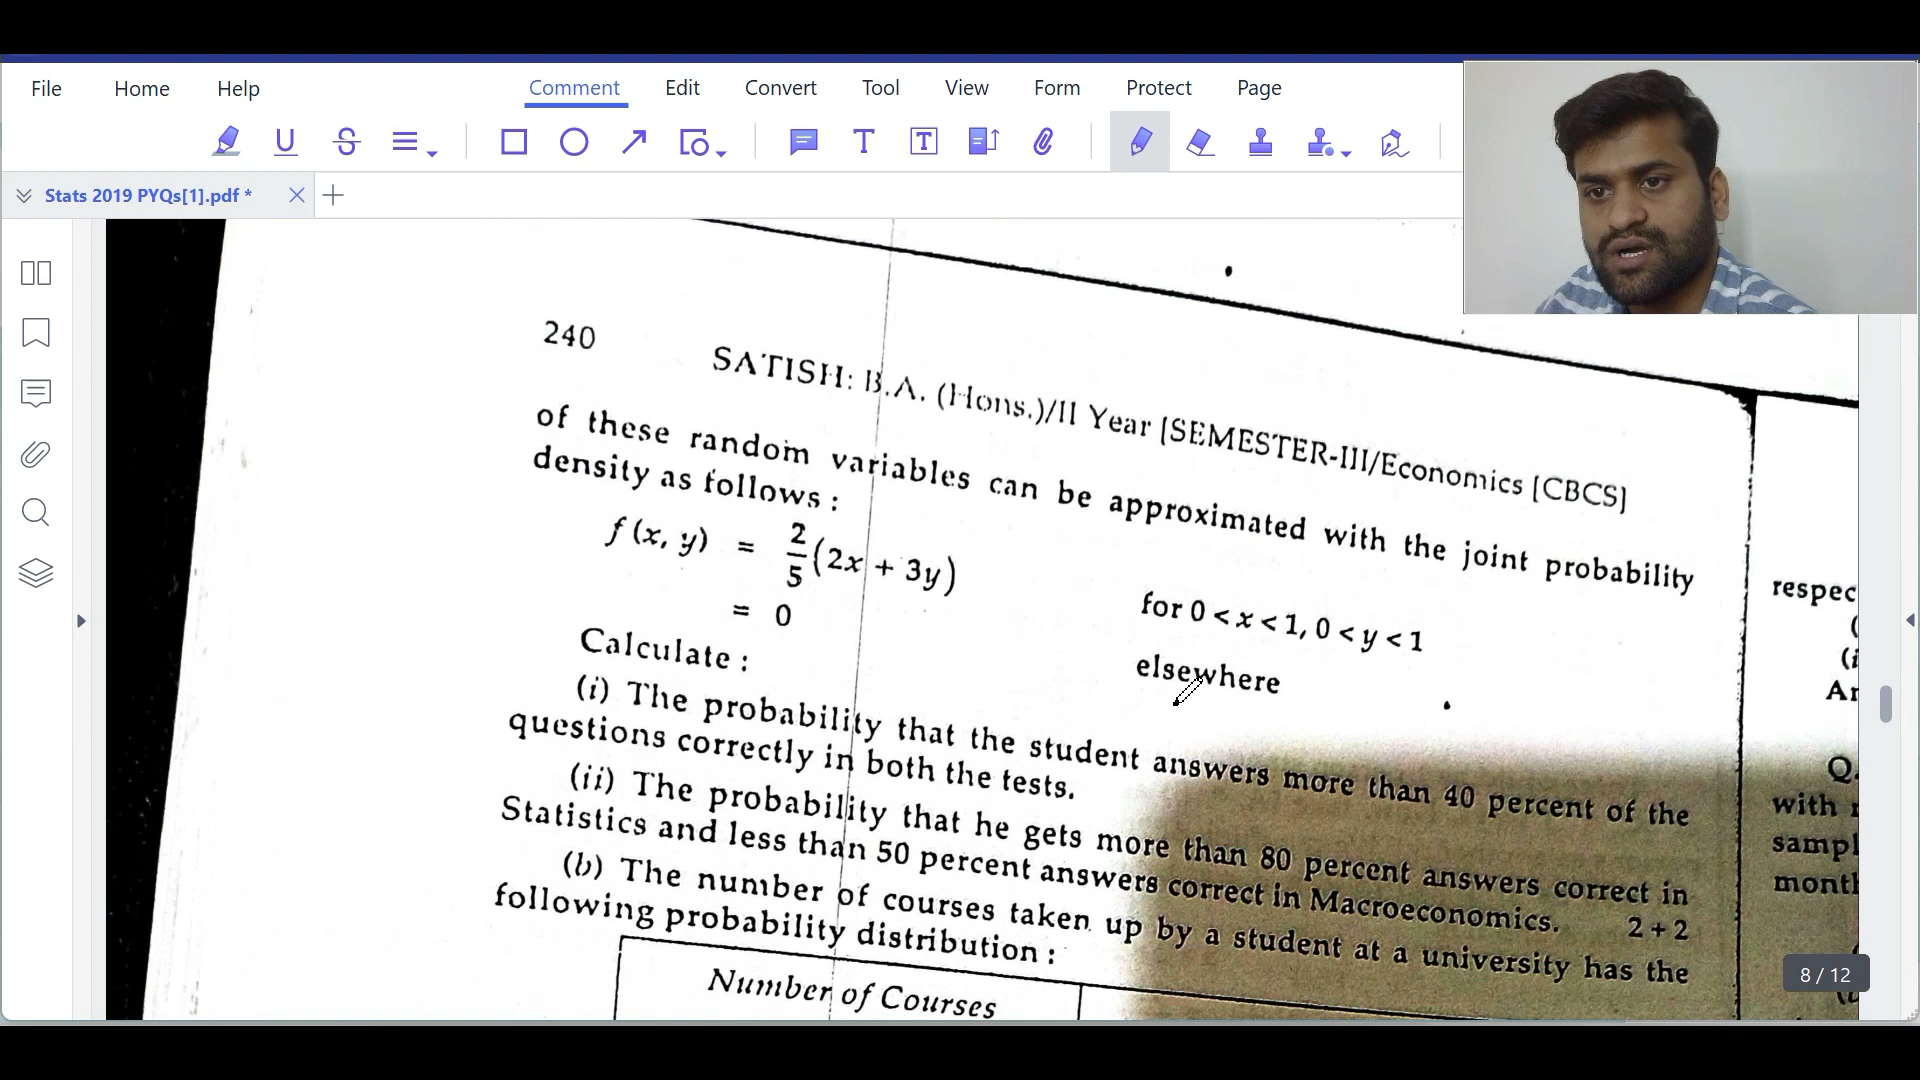 File Home Help Comment Edit Convert Tool View Form Protect Page
U S T T
Stats 2019 PYQs[1].pdf *
240
SATISH: B.A. (Hons.)/II Year [SEMESTER-III/Economics [CBCS]
of these random variables can be approximated with the joint probability
density as follows :
f (x, y) = 2/5 (2x + 3y) for 0 < x < 1, 0 < y < 1
= 0 elsewhere
Calculate :
(i) The probability that the student answers more than 40 percent of the
questions correctly in both the tests.
(ii) The probability that he gets more than 80 percent answers correct in
Statistics and less than 50 percent answers correct in Macroeconomics. 2 + 2
(b) The number of courses taken up by a student at a university has the
following probability distribution :
Number of Courses
respec
(i
Q.
with
sampl
month
8 / 12